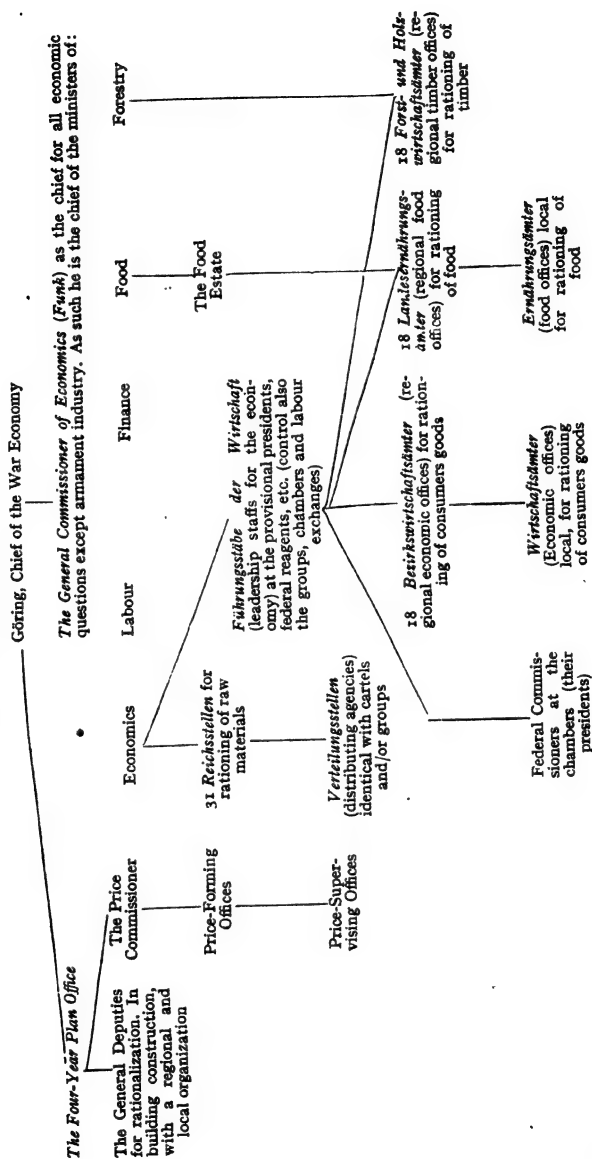 Göring, Chief of the War Economy
The Four-Year Plan Office
The General Commissioner of Economics (Funk) as the chief for all economic
questions except armament industry. As such he is the chief of the ministers of:
The General Deputies
for rationalization. In
building construction,
with a regional and
local organization
The Price
Commissioner
Price-Forming
Offices
Price-Super-
vising Offices
Economics
Labour
Finance
Food
Forestry
31 Reichsstellen for
rationing of raw
materials
Verteilungsstellen
(distributing agencies)
identical with cartels
and/or groups
Führungsstäbe der Wirtschaft
(leadership staffs for the econ-
omy) at the provisional presidents,
federal reagents, etc. (control also
the groups, chambers and labour
exchanges)
The Food
Estate
Federal Commis-
sioners at the
chambers (their
presidents)
18 Bezirkswirtschaftsämter (re-
gional economic offices) for ration-
ing of consumers goods
18 Landesernährungs-
ämter (regional food
offices) for rationing
of food
18 Forst- und Holz-
wirtschaftsämter (re-
gional timber offices)
for rationing of
timber
Wirtschaftsämter
(Economic offices)
local, for rationing
of consumers goods
Ernährungsämter
(food offices) local
for rationing of
food